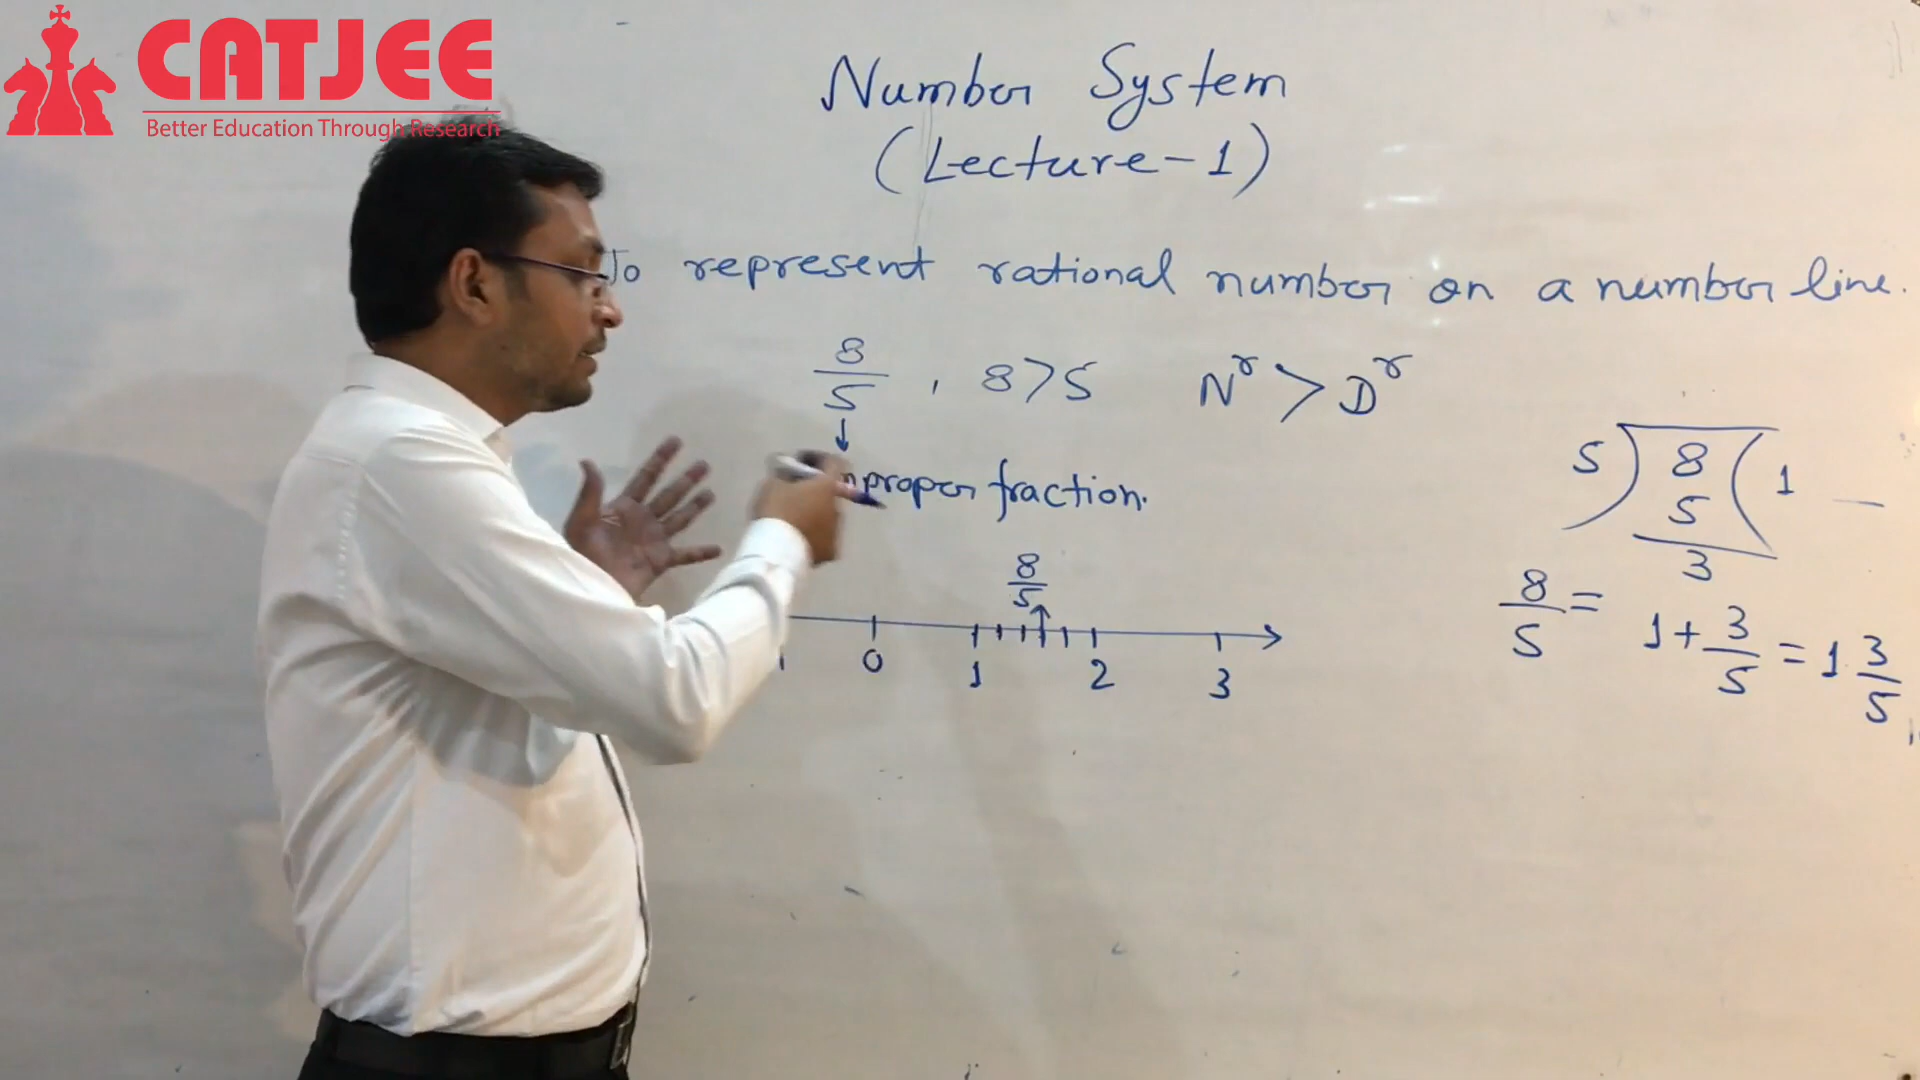 CATJEE
Better Education Through Research
Number System
(Lecture-1)
To represent rational number on a number line.
8/5 , 8>5 Nʳ > Dʳ
↓
proper fraction.
5) 8 (1
5
3
8/5 = 1+3/5 = 1 3/5
8/5
0 1 2 3